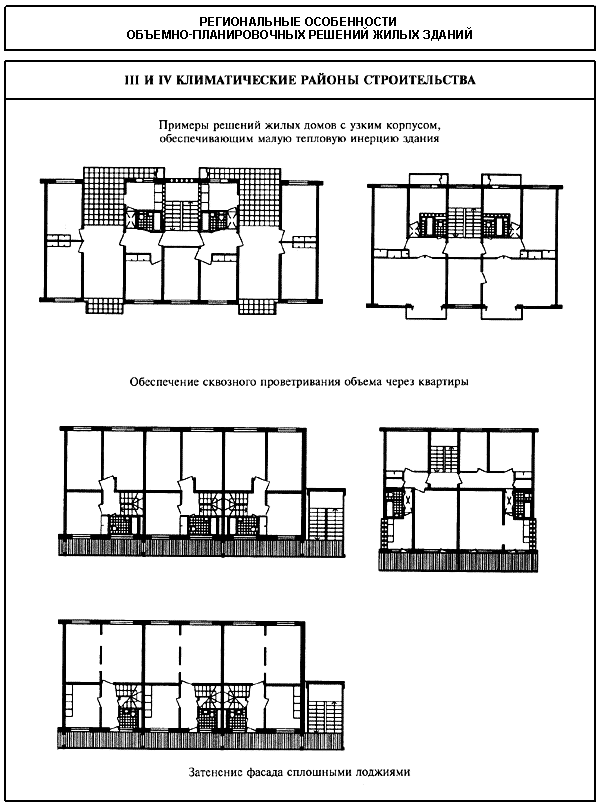 РЕГИОНАЛЬНЫЕ ОСОБЕННОСТИ
ОБЪЕМНО-ПЛАНИРОВОЧНЫХ РЕШЕНИЙ ЖИЛЫХ ЗДАНИЙ
III И IV КЛИМАТИЧЕСКИЕ РАЙОНЫ СТРОИТЕЛЬСТВА
Примеры решений жилых домов с узким корпусом,
обеспечивающим малую тепловую инерцию здания
Обеспечение сквозного проветривания объема через квартиры
Затенение фасада сплошными лоджиями